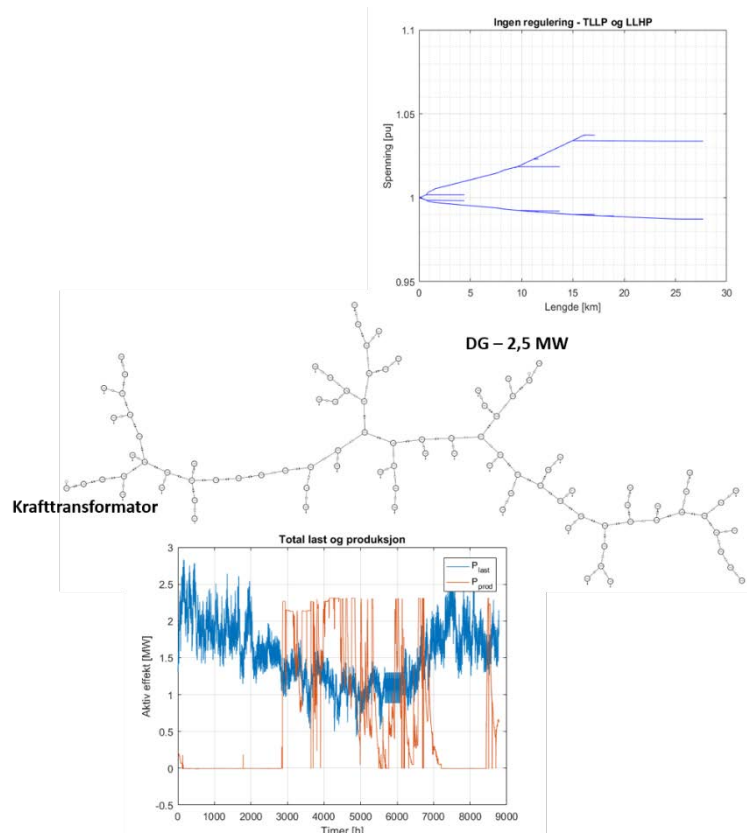 Ingen regulering - TLLP og LLHP
1.1
1.05
1
0.95
Spenning [pu]
0 5 10 15 20 25 30
Lengde [km]
DG – 2,5 MW
Krafttransformator
Total last og produksjon
3
2.5
2
1.5
1
0.5
0
-0.5
Aktiv effekt [MW]
P_last
P_prod
0 1000 2000 3000 4000 5000 6000 7000 8000 9000
Timer [h]